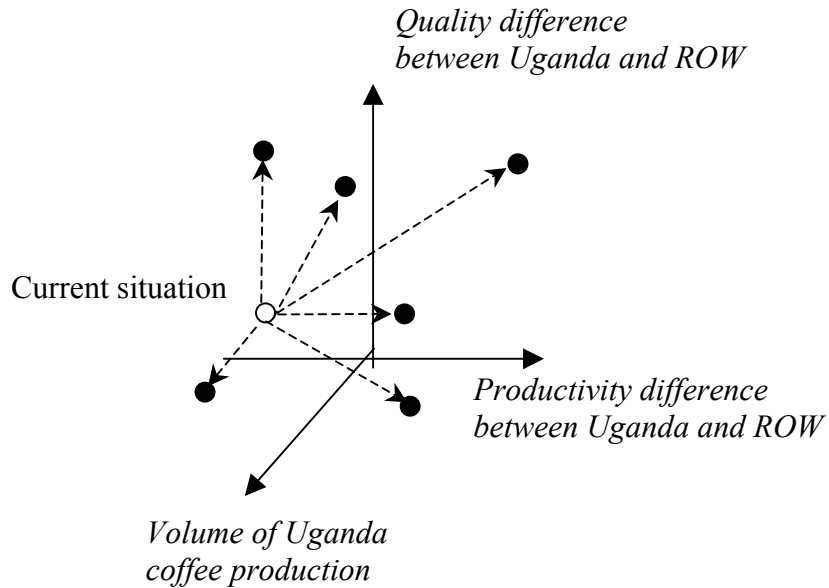 Quality difference
between Uganda and ROW
Current situation
Productivity difference
between Uganda and ROW
Volume of Uganda
coffee production